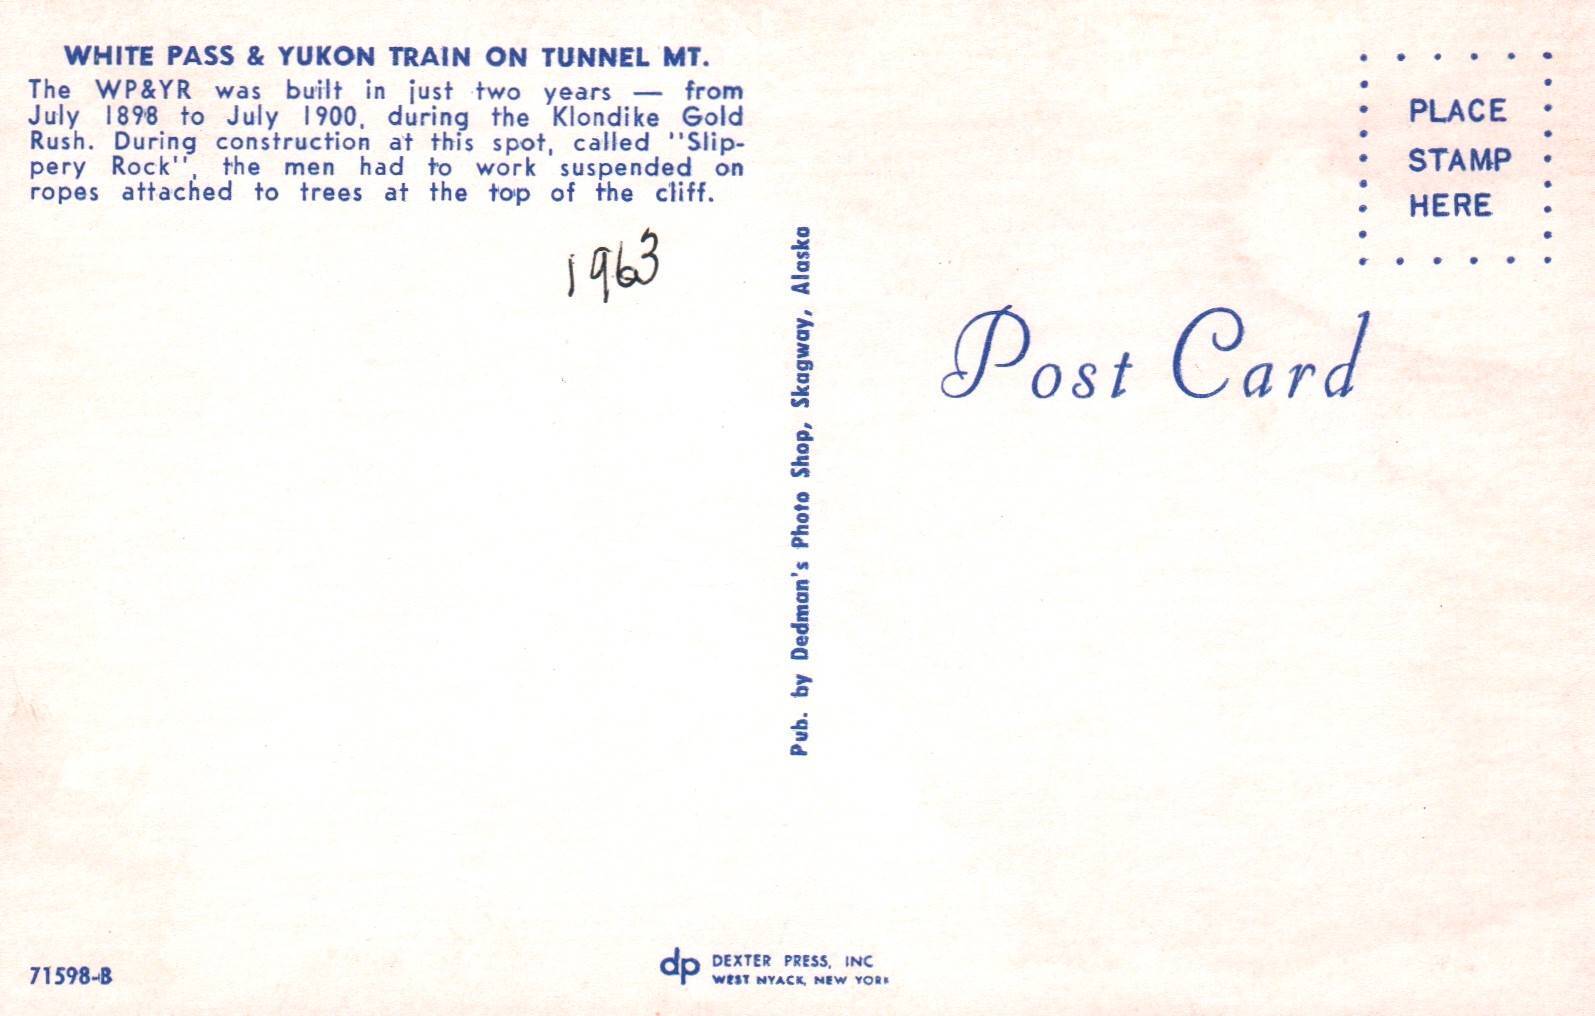 WHITE PASS & YUKON TRAIN ON TUNNEL MT.
The WP&YR was built in just two years — from
July 1898 to July 1900, during the Klondike Gold
Rush. During construction at this spot, called "Slip-
pery Rock", the men had to work suspended on
ropes attached to trees at the top of the cliff.
1963
Pub. by Dedman's Photo Shop, Skagway, Alaska
PLACE
STAMP
HERE
Post Card
71598-B
dp DEXTER PRESS, INC
WEST NYACK, NEW YORK